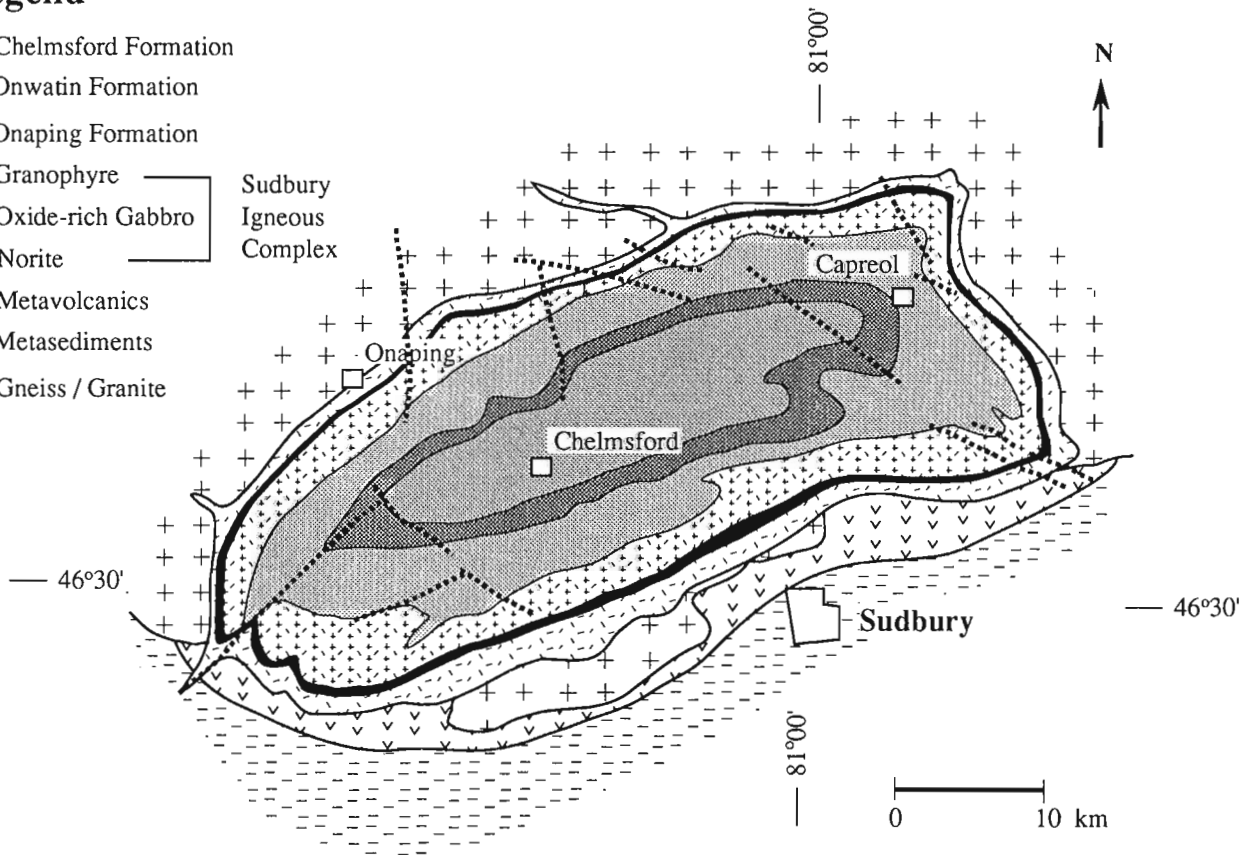 gend
Chelmsford Formation
Onwatin Formation
Onaping Formation
Granophyre
Oxide-rich Gabbro
Norite
Sudbury
Igneous
Complex
Metavolcanics
Metasediments
Gneiss / Granite
81°00'
N
Capreol
Onaping
Chelmsford
46°30'
46°30'
Sudbury
81°00'
0 10 km